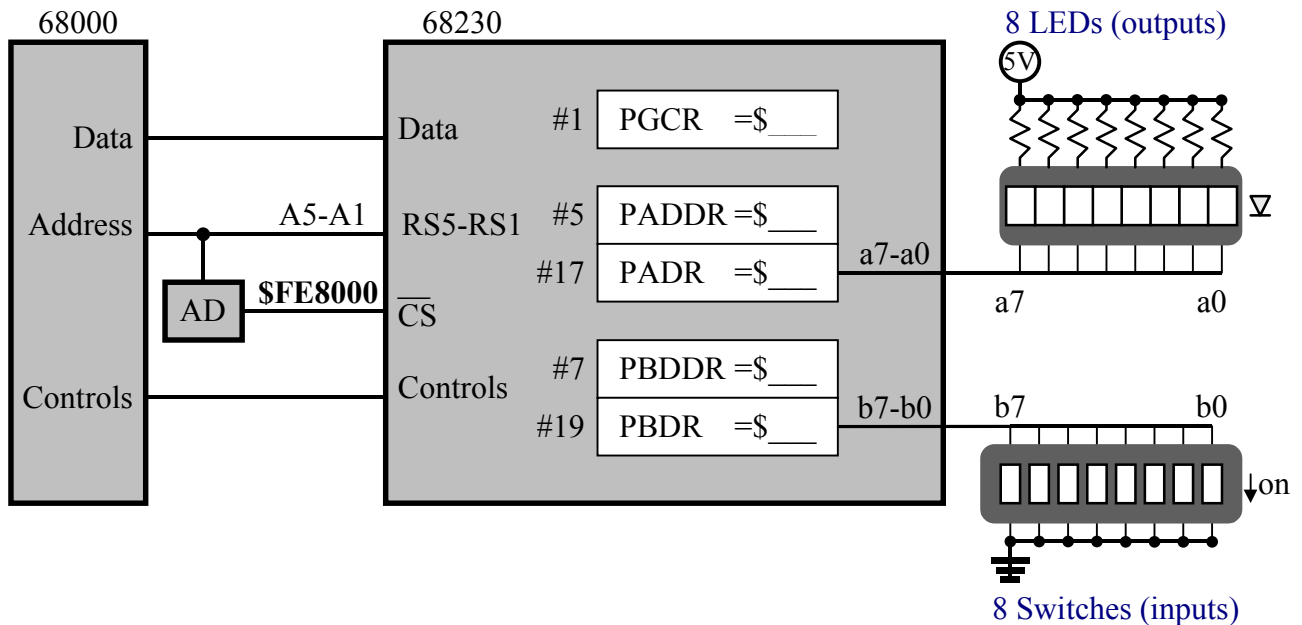 68000
68230
8 LEDs (outputs)
5V
Data
Data
#1 PGCR =$___
Address
A5-A1
RS5-RS1
#5 PADDR =$___
#17 PADR =$___
a7-a0
a7 a0
AD
$FE8000
CS
Controls
Controls
#7 PBDDR =$___
#19 PBDR =$___
b7-b0
b7 b0
on
8 Switches (inputs)